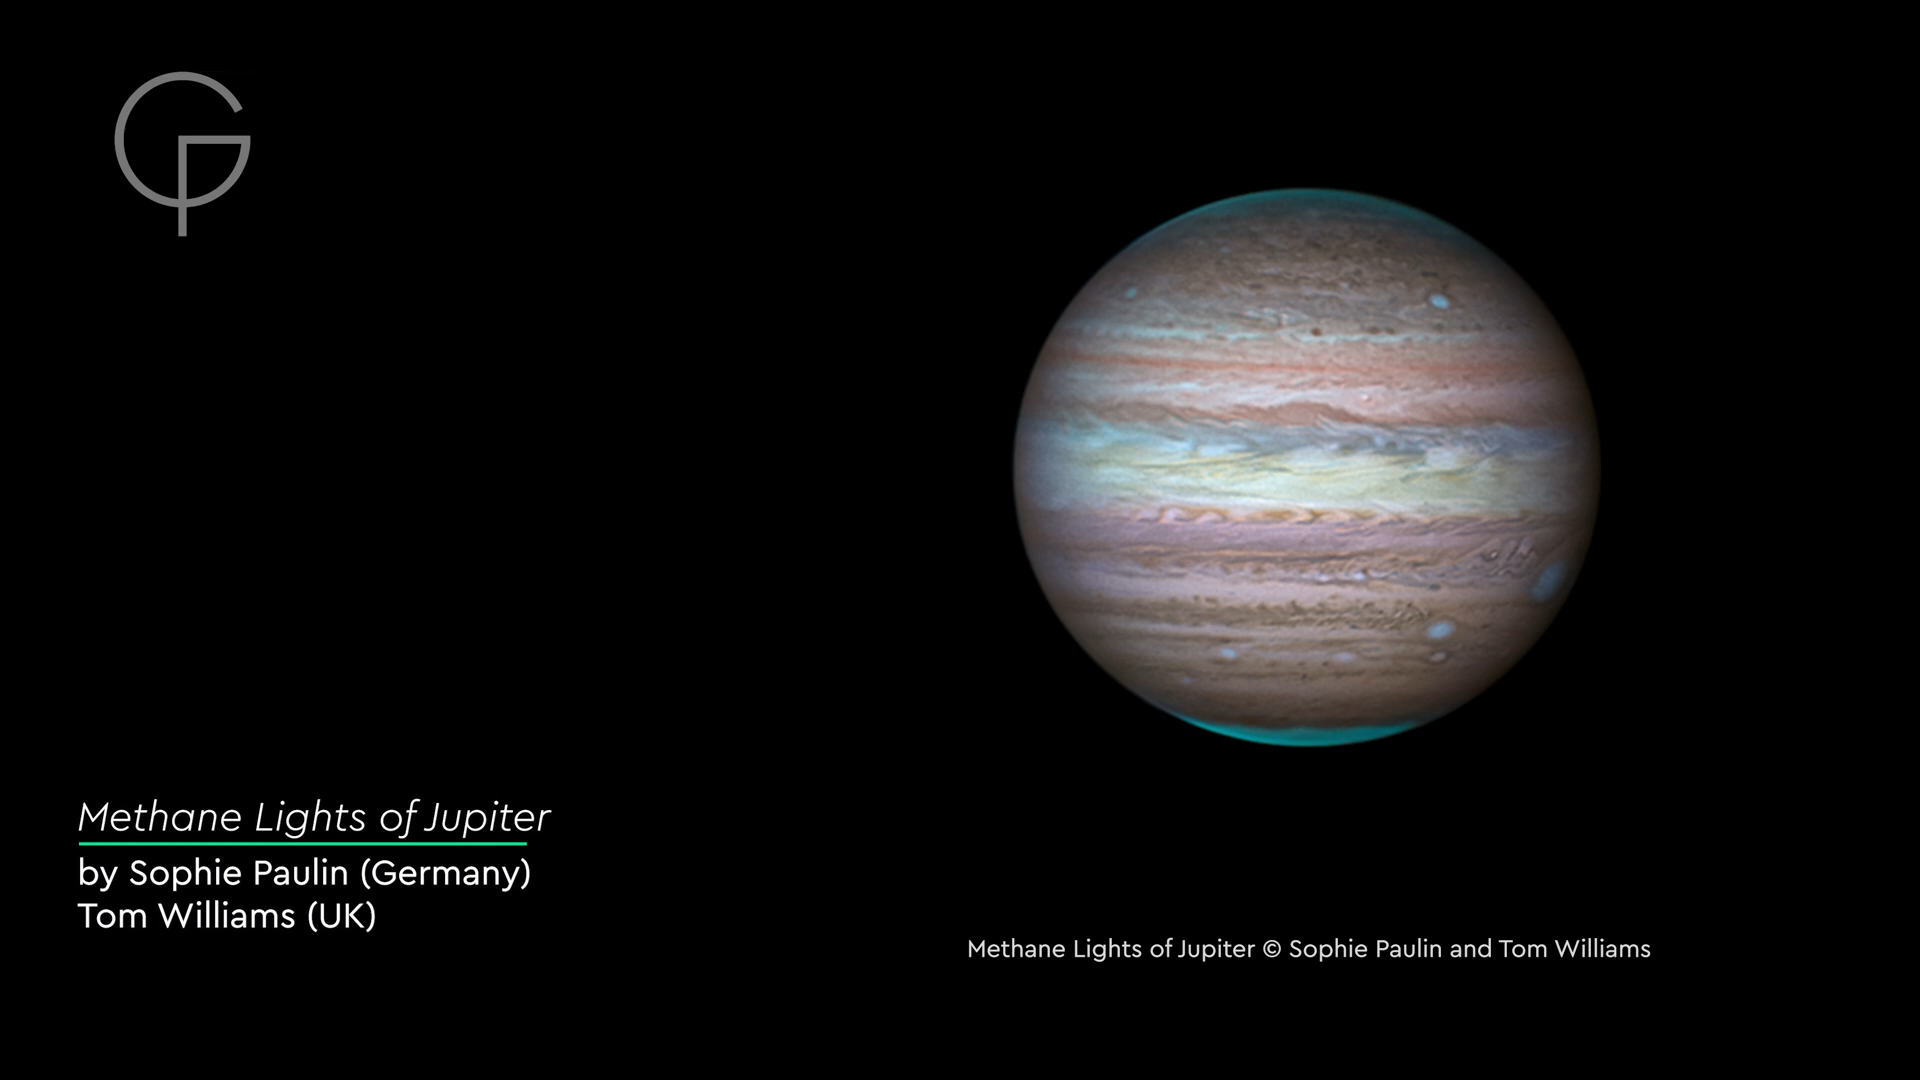 Methane Lights of Jupiter
by Sophie Paulin (Germany)
Tom Williams (UK)
Methane Lights of Jupiter © Sophie Paulin and Tom Williams